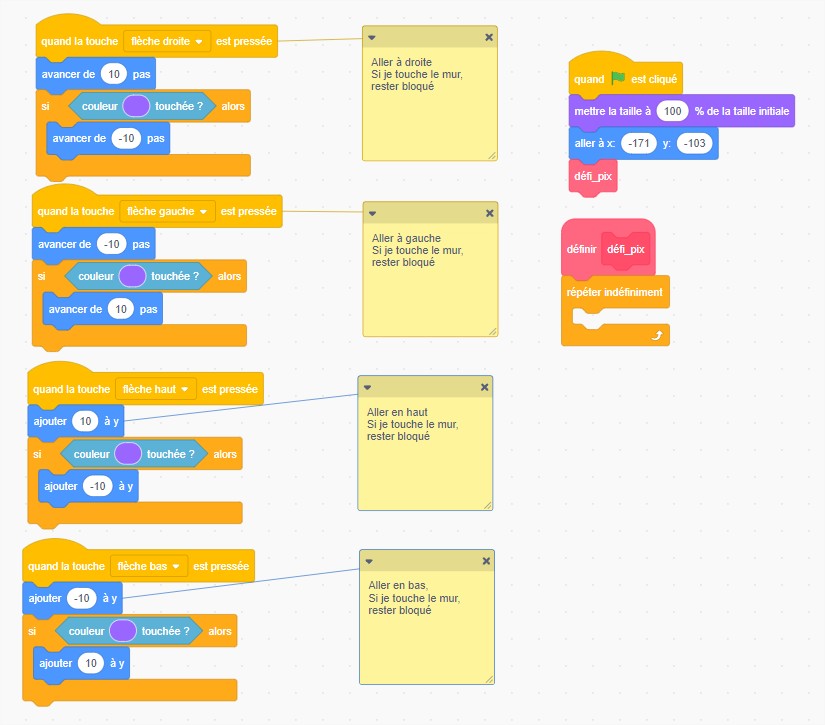 quand la touche flèche droite est pressée
avancer de 10 pas
si couleur touchée ? alors
avancer de -10 pas
Aller à droite
Si je touche le mur,
rester bloqué
quand la touche flèche gauche est pressée
avancer de -10 pas
si couleur touchée ? alors
avancer de 10 pas
Aller à gauche
Si je touche le mur,
rester bloqué
quand la touche flèche haut est pressée
ajouter 10 à y
si couleur touchée ? alors
ajouter -10 à y
Aller en haut
Si je touche le mur,
rester bloqué
quand la touche flèche bas est pressée
ajouter -10 à y
si couleur touchée ? alors
ajouter 10 à y
Aller en bas,
Si je touche le mur,
rester bloqué
quand est cliqué
mettre la taille à 100 % de la taille initiale
aller à x: -171 y: -103
défi_pix
définir défi_pix
répéter indéfiniment